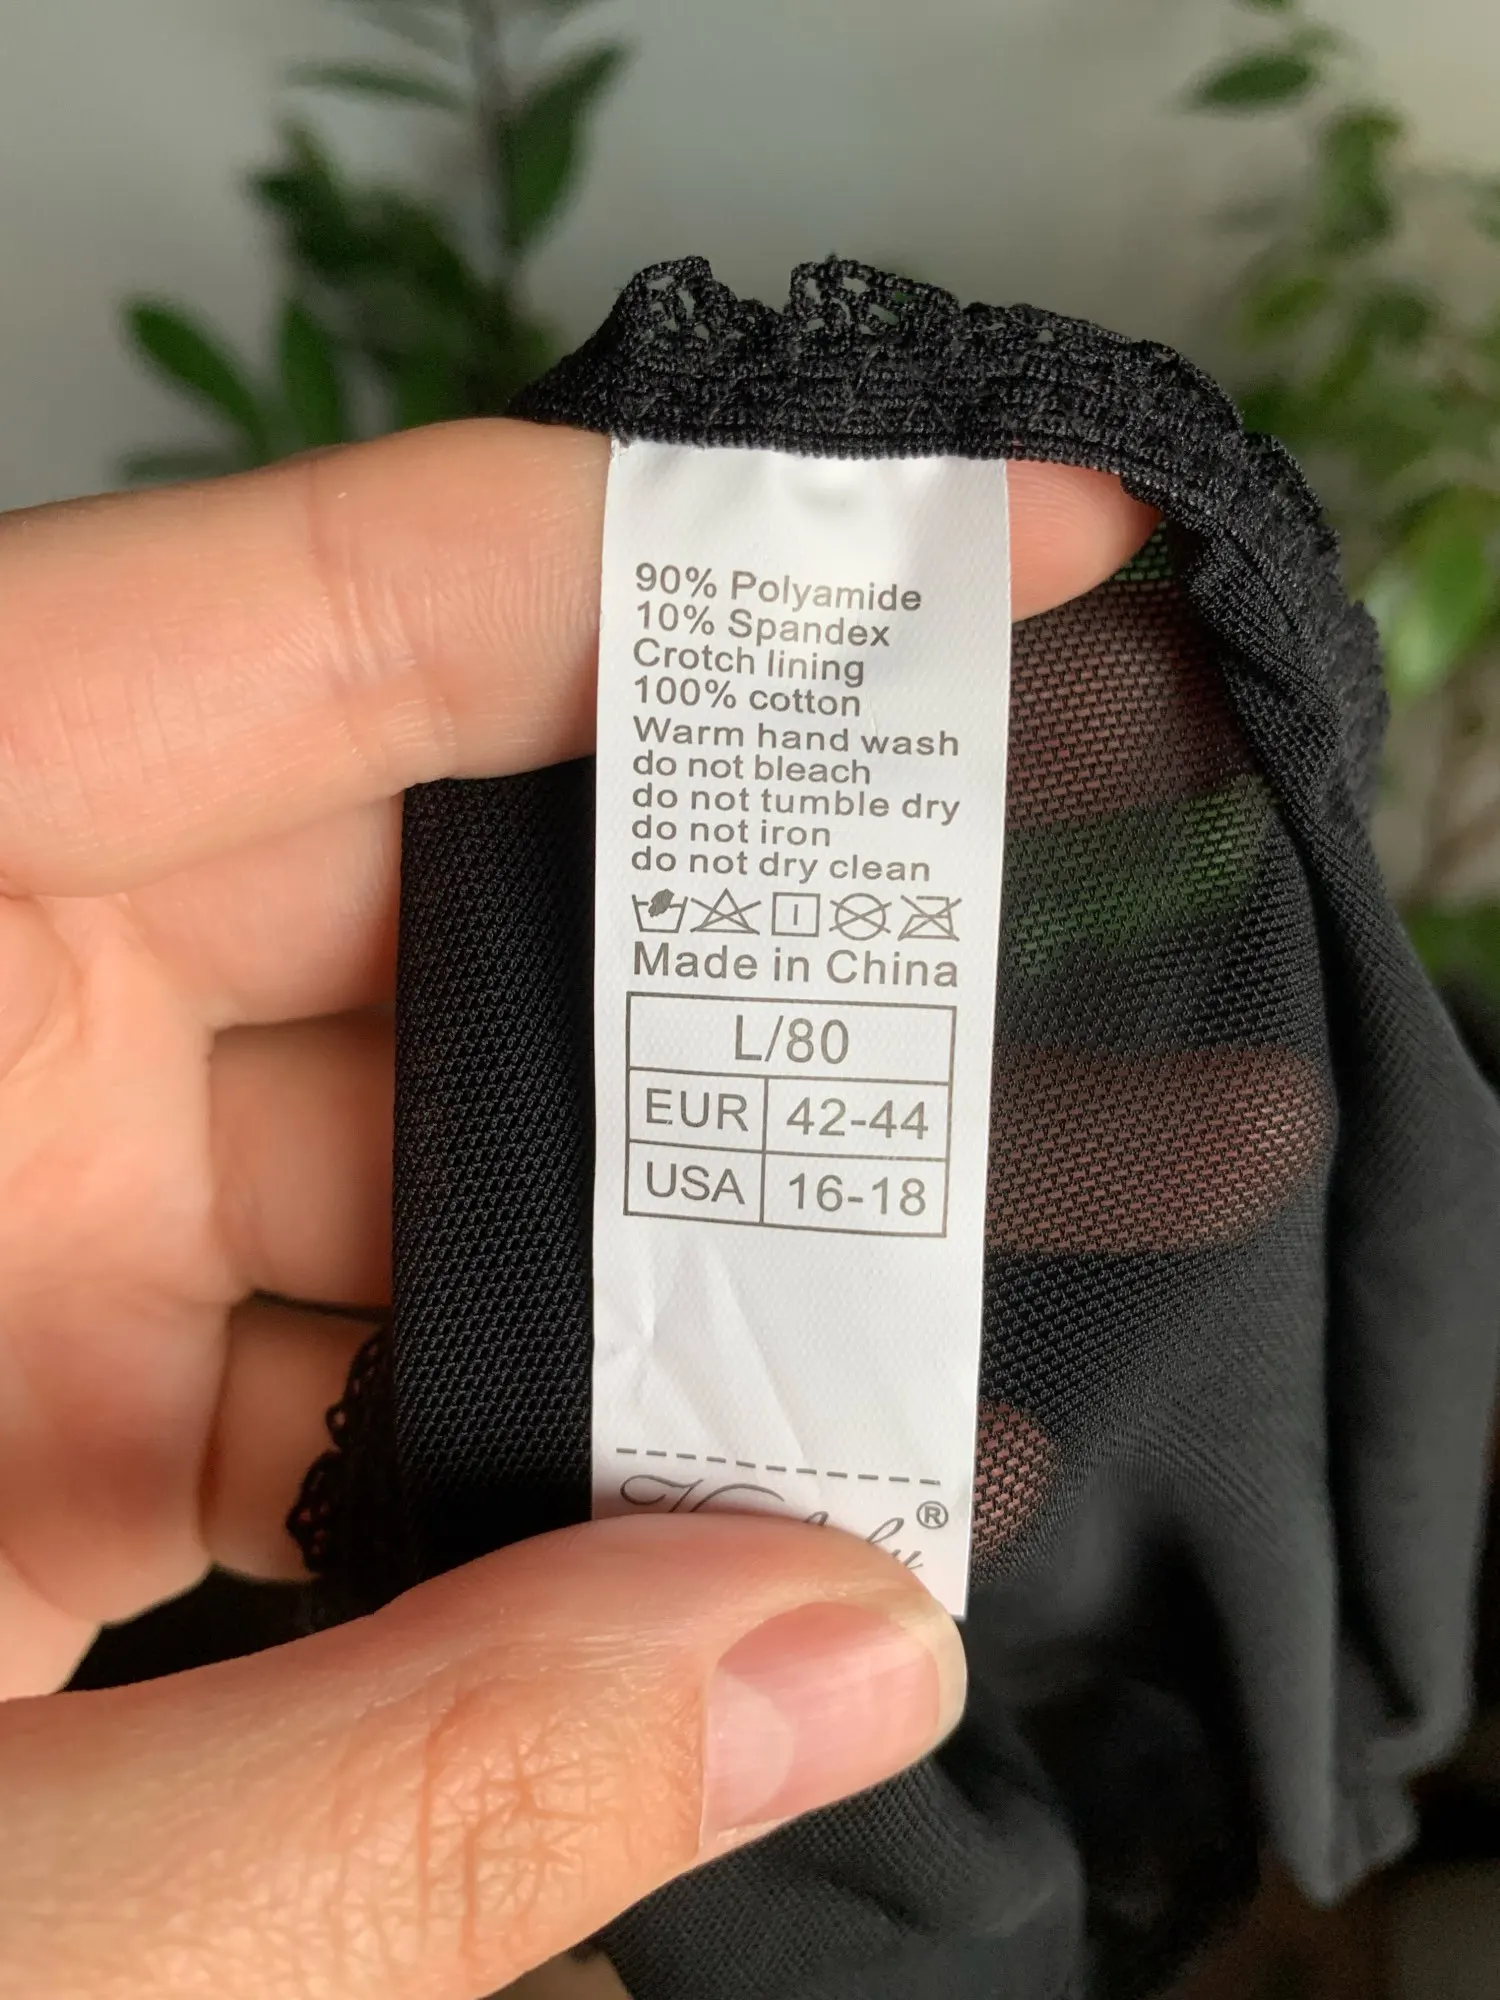 90% Polyamide
10% Spandex
Crotch lining
100% cotton
Warm hand wash
do not bleach
do not tumble dry
do not iron
do not dry clean
Made in China
L/80
EUR 42-44
USA 16-18
®